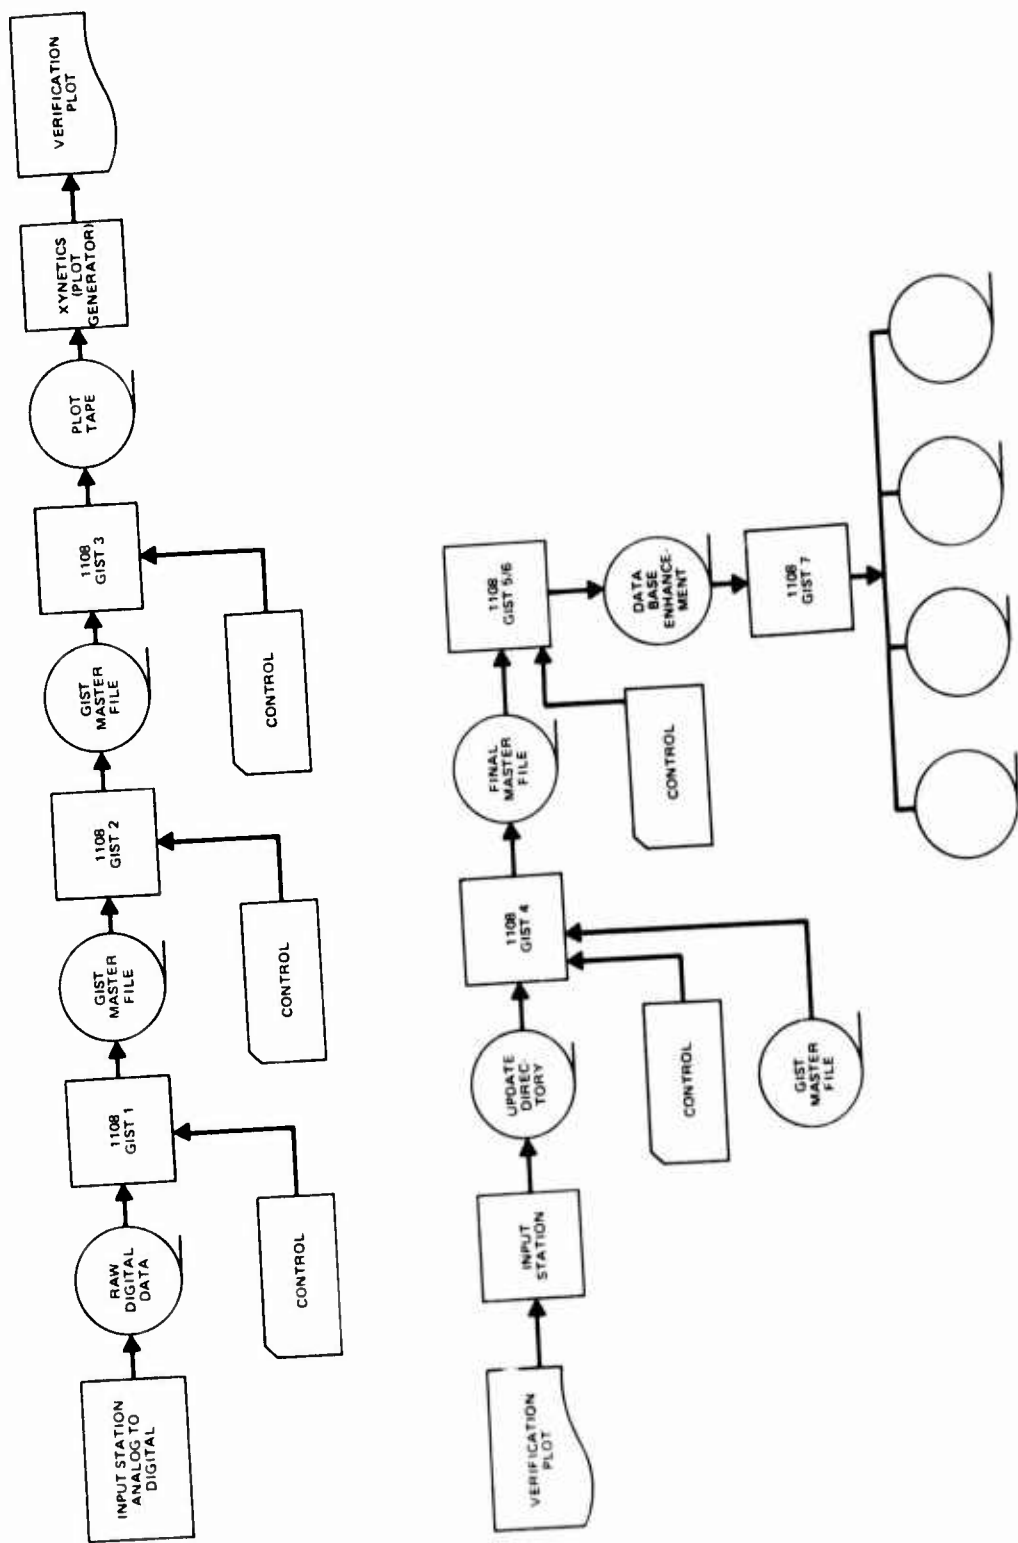 INPUT STATION
ANALOG TO
DIGITAL
RAW
DIGITAL
DATA
CONTROL
1108
GIST 1
GIST
MASTER
FILE
CONTROL
1108
GIST 2
GIST
MASTER
FILE
CONTROL
1108
GIST 3
PLOT
TAPE
XYNETICS
(PLOT
GENERATOR)
VERIFICATION
PLOT
VERIFICATION
PLOT
INPUT
STATION
UPDATE
DIREC-
TORY
CONTROL
GIST
MASTER
FILE
1108
GIST 4
FINAL
MASTER
FILE
CONTROL
1108
GIST 5/6
DATA
BASE
ENHANCE-
MENT
1108
GIST 7